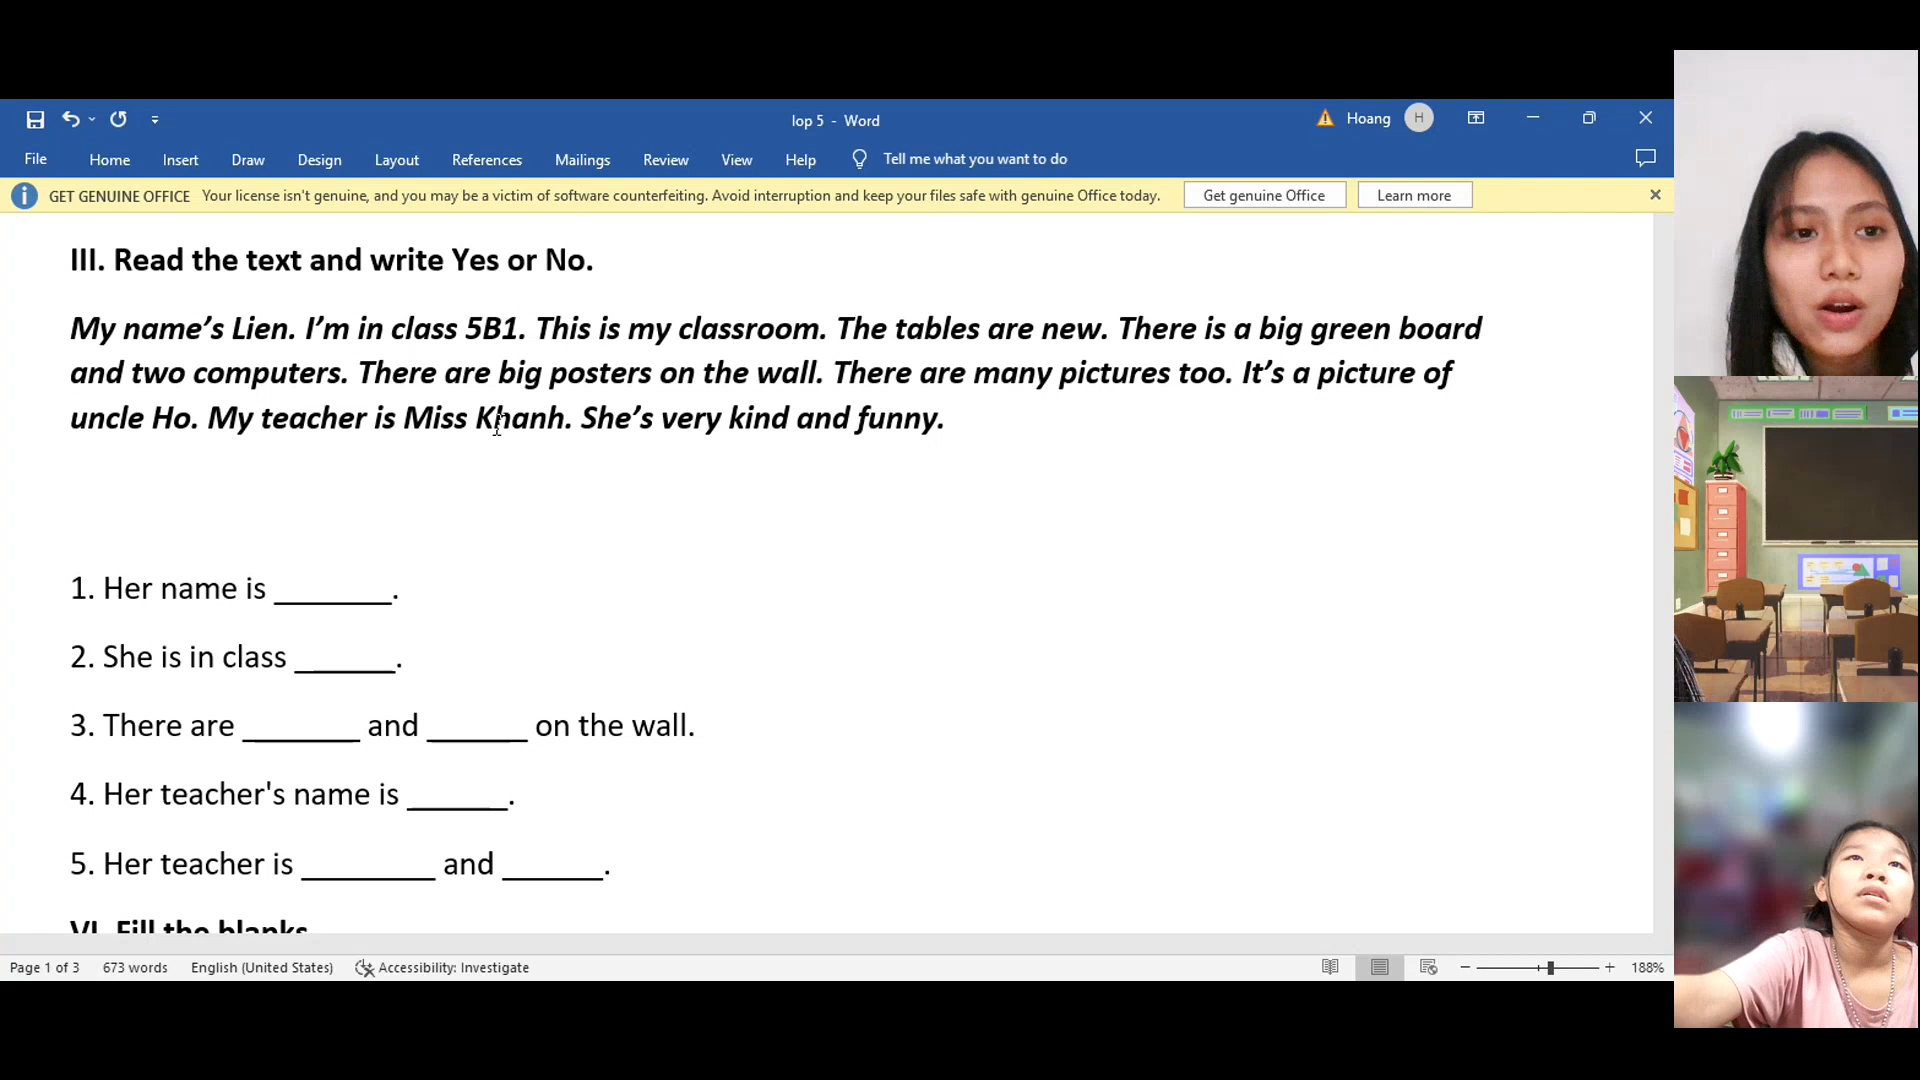 lop 5 - Word
Hoang
H
File Home Insert Draw Design Layout References Mailings Review View Help Tell me what you want to do
GET GENUINE OFFICE Your license isn't genuine, and you may be a victim of software counterfeiting. Avoid interruption and keep your files safe with genuine Office today. Get genuine Office Learn more
III. Read the text and write Yes or No.
My name’s Lien. I’m in class 5B1. This is my classroom. The tables are new. There is a big green board
and two computers. There are big posters on the wall. There are many pictures too. It’s a picture of
uncle Ho. My teacher is Miss Khanh. She’s very kind and funny.
1. Her name is _______.
2. She is in class ______.
3. There are _______ and ______ on the wall.
4. Her teacher's name is ______.
5. Her teacher is ________ and ______.
VI. Fill the blanks
Page 1 of 3 673 words English (United States) Accessibility: Investigate 188%